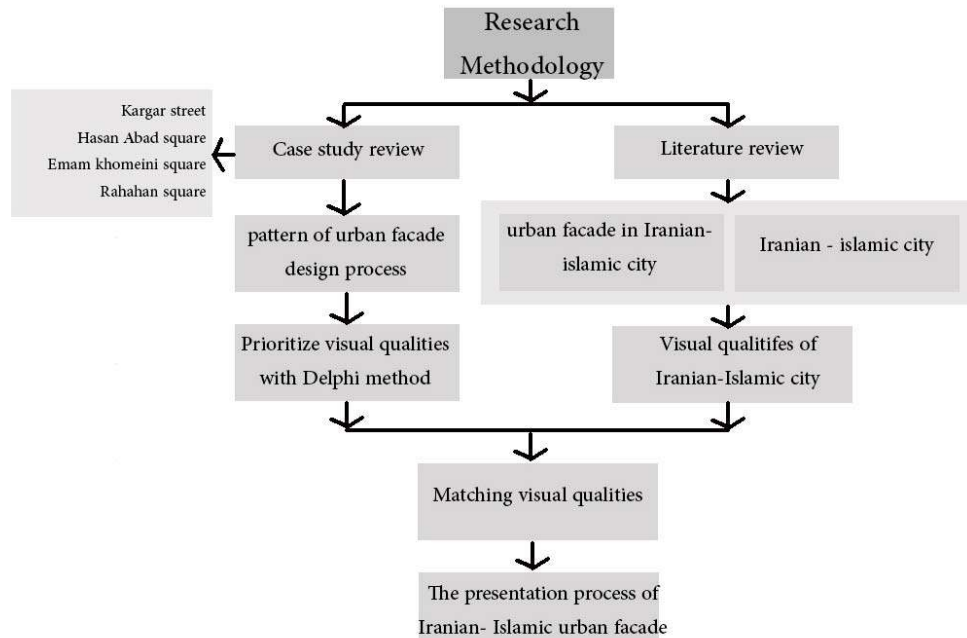 Research
Methodology
Kargar street
Hasan Abad square
Emam khomeini square
Rahahan square
Case study review
Literature review
pattern of urban facade
design process
urban facade in Iranian-
islamic city
Iranian - islamic city
Prioritize visual qualities
with Delphi method
Visual qualitifes of
Iranian-Islamic city
Matching visual qualities
The presentation process of
Iranian- Islamic urban facade